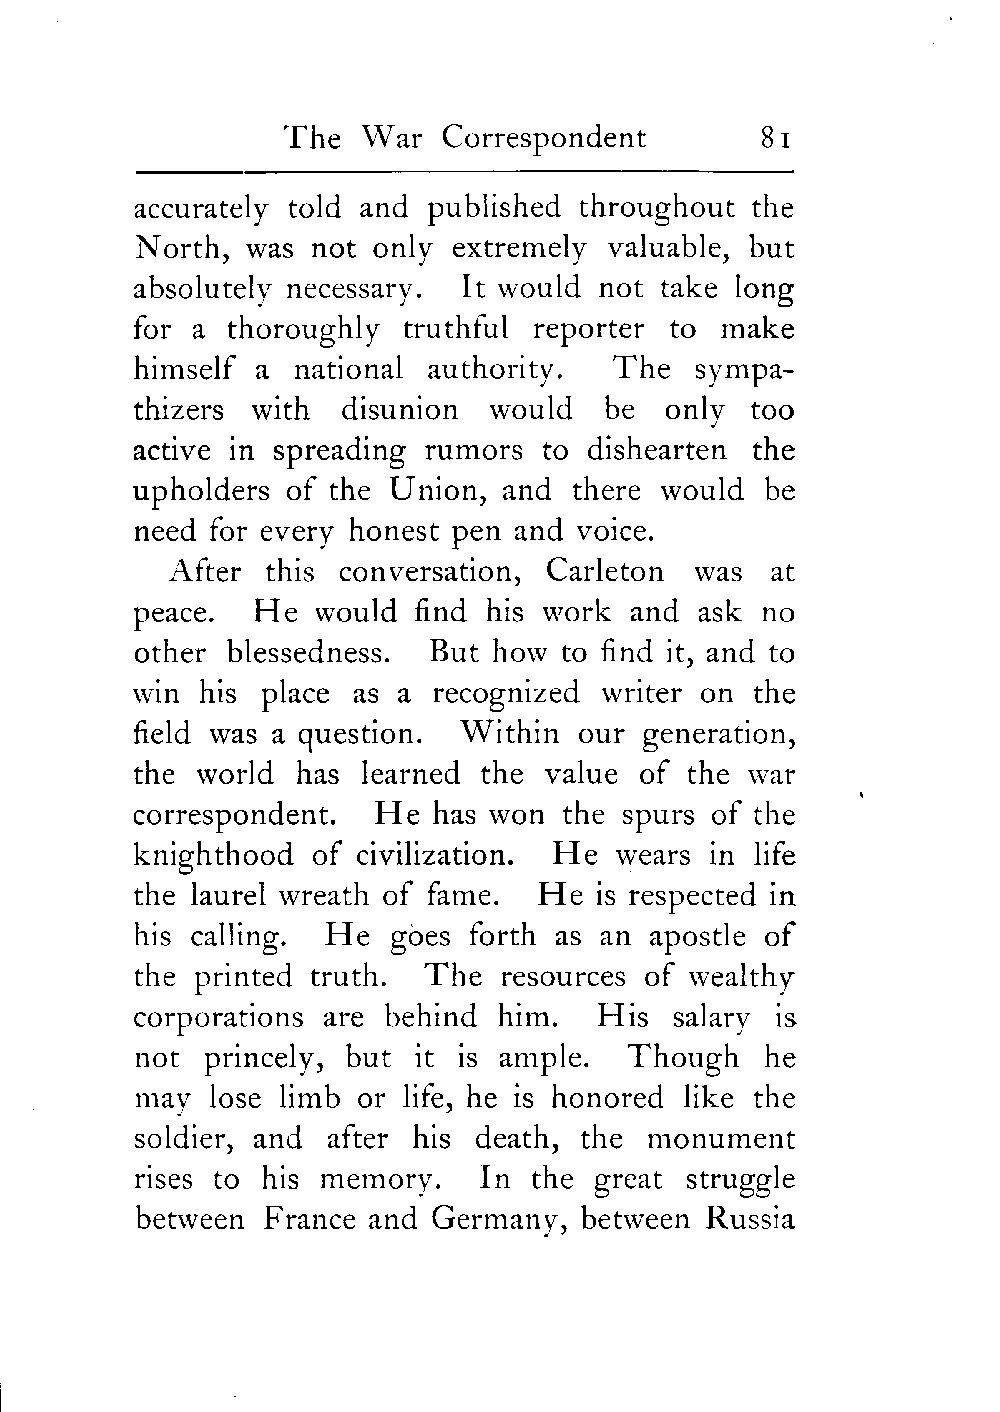 The War Correspondent 81
accurately told and published throughout the
North, was not only extremely valuable, but
absolutely necessary. It would not take long
for a thoroughly truthful reporter to make
himself a national authority. The sympa-
thizers with disunion would be only too
active in spreading rumors to dishearten the
upholders of the Union, and there would be
need for every honest pen and voice.
After this conversation, Carleton was at
peace. He would find his work and ask no
other blessedness. But how to find it, and to
win his place as a recognized writer on the
field was a question. Within our generation,
the world has learned the value of the war
correspondent. He has won the spurs of the
knighthood of civilization. He wears in life
the laurel wreath of fame. He is respected in
his calling. He goes forth as an apostle of
the printed truth. The resources of wealthy
corporations are behind him. His salary is
not princely, but it is ample. Though he
may lose limb or life, he is honored like the
soldier, and after his death, the monument
rises to his memory. In the great struggle
between France and Germany, between Russia